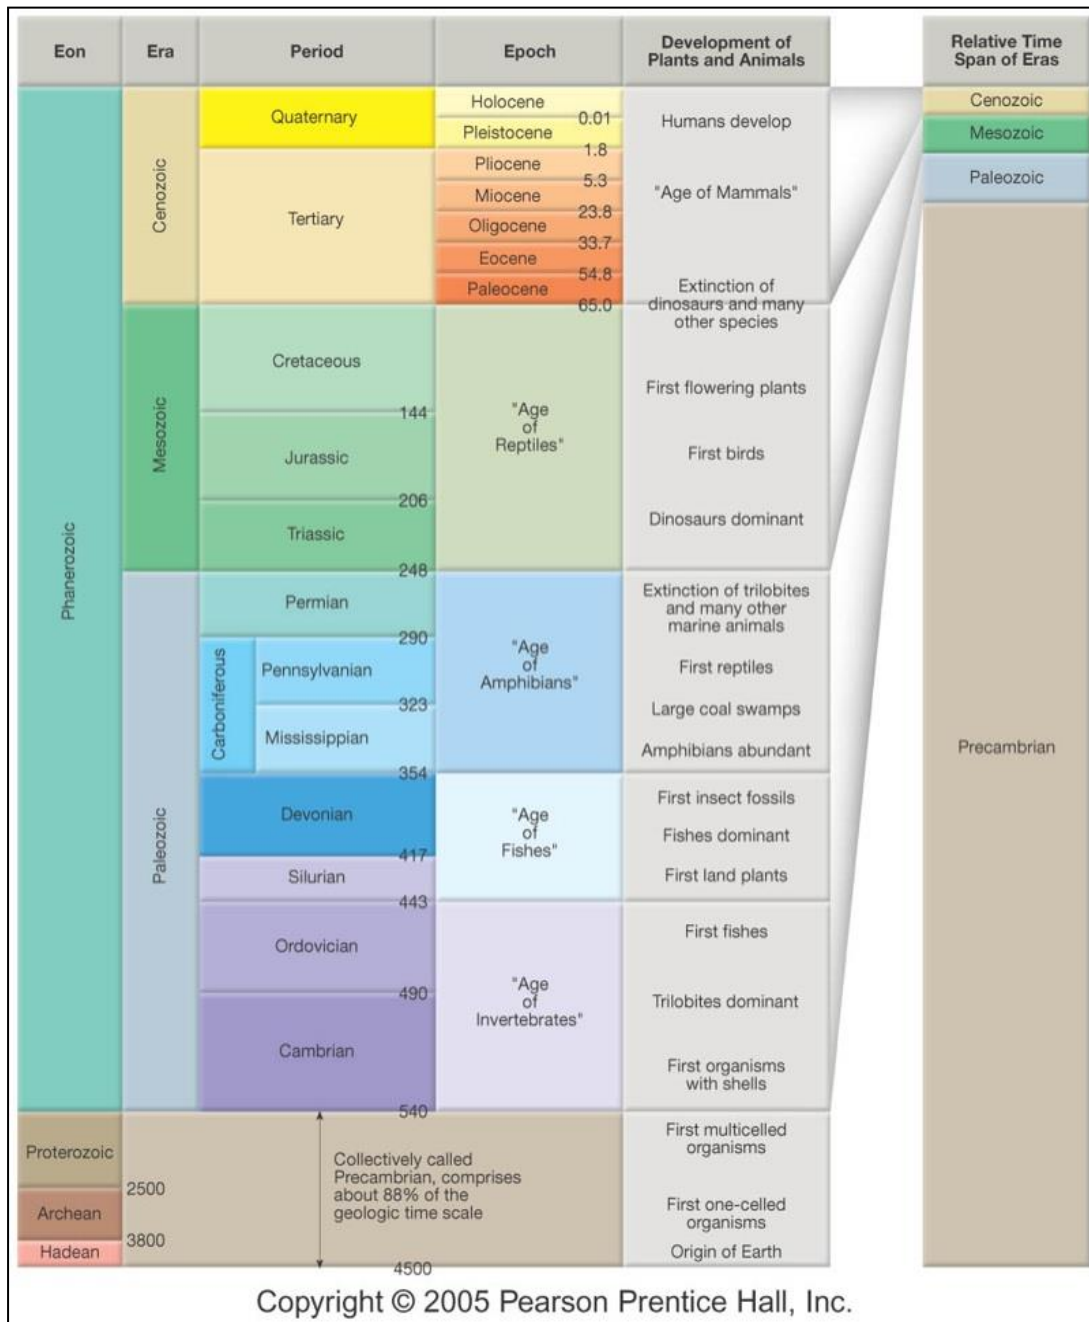 Eon
Era
Period
Epoch
Development of
Plants and Animals
Relative Time
Span of Eras
Phanerozoic
Cenozoic
Quaternary
Holocene
0.01
Pleistocene
1.8
Humans develop
Tertiary
Pliocene
5.3
Miocene
23.8
Oligocene
33.7
Eocene
54.8
Paleocene
65.0
"Age of Mammals"
Extinction of
dinosaurs and many
other species
Mesozoic
Cretaceous
144
Jurassic
206
Triassic
248
"Age
of
Reptiles"
First flowering plants
First birds
Dinosaurs dominant
Paleozoic
Permian
290
Carboniferous
Pennsylvanian
323
Mississippian
354
"Age
of
Amphibians"
Extinction of trilobites
and many other
marine animals
First reptiles
Large coal swamps
Amphibians abundant
Devonian
417
Silurian
443
"Age
of
Fishes"
First insect fossils
Fishes dominant
First land plants
Ordovician
490
Cambrian
540
"Age
of
Invertebrates"
First fishes
Trilobites dominant
First organisms
with shells
Proterozoic
2500
Archean
3800
Hadean
Collectively called
Precambrian, comprises
about 88% of the
geologic time scale
4500
First multicelled
organisms
First one-celled
organisms
Origin of Earth
Cenozoic
Mesozoic
Paleozoic
Precambrian
Copyright © 2005 Pearson Prentice Hall, Inc.